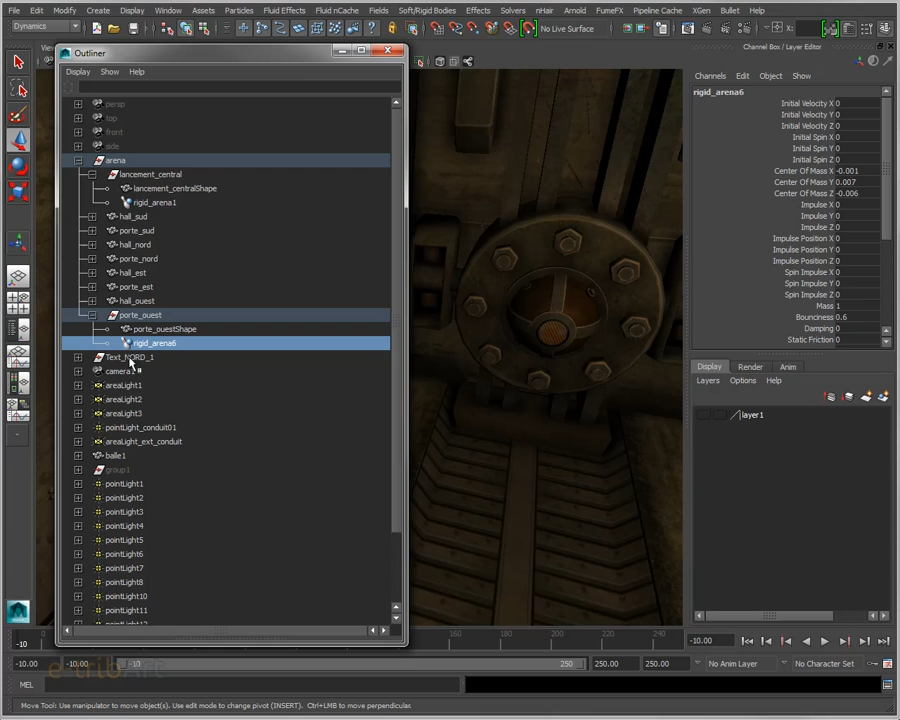 File Edit Modify Create Display Window Assets Particles Fluid Effects Fluid nCache Fields Soft/Rigid Bodies Effects Solvers nHair Arnold FumeFX Pipeline Cache XGen Bullet Help
Dynamics
No Live Surface
Outliner
Display Show Help
persp
top
front
side
arena
lancement_central
lancement_centralShape
rigid_arena1
hall_sud
porte_sud
hall_nord
porte_nord
hall_est
porte_est
hall_ouest
porte_ouest
porte_ouestShape
rigid_arena6
Text_NORD_1
areaLight1
areaLight2
areaLight3
pointLight_conduit01
areaLight_ext_conduit
balle1
group1
pointLight1
pointLight2
pointLight3
pointLight4
pointLight5
pointLight6
pointLight7
pointLight8
pointLight10
pointLight11
Channel Box / Layer Editor
Channels Edit Object Show
rigid_arena6
Initial Velocity X 0
Initial Velocity Y 0
Initial Velocity Z 0
Initial Spin X 0
Initial Spin Y 0
Initial Spin Z 0
Center Of Mass X -0.001
Center Of Mass Y 0.007
Center Of Mass Z -0.006
Impulse X 0
Impulse Y 0
Impulse Z 0
Impulse Position X 0
Impulse Position Y 0
Impulse Position Z 0
Spin Impulse X 0
Spin Impulse Y 0
Spin Impulse Z 0
Mass 1
Bounciness 0.6
Damping 0
Static Friction 0
Display Render Anim
Layers Options Help
layer1
-10 160 180 200 220 240 -10.00
-10.00 -10.00 -10 250 250.00 250.00 No Anim Layer No Character Set
e-tribArt
MEL
Move Tool: Use manipulator to move object(s). Use edit mode to change pivot (INSERT). Ctrl+LMB to move perpendicular.